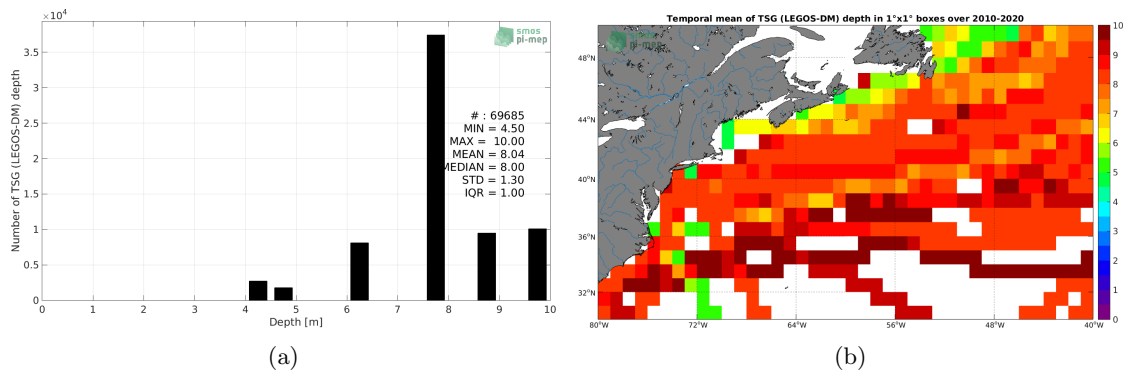 ×10⁴
3.5
3
2.5
2
1.5
1
0.5
0
Number of TSG (LEGOS-DM) depth
smos
pi-mep
# : 69685
MIN = 4.50
MAX = 10.00
MEAN = 8.04
MEDIAN = 8.00
STD = 1.30
IQR = 1.00
0 1 2 3 4 5 6 7 8 9 10
Depth [m]
(a)
Temporal mean of TSG (LEGOS-DM) depth in 1°x1° boxes over 2010-2020
smos
pi-mep
48°N
44°N
40°N
36°N
32°N
80°W 72°W 64°W 56°W 48°W 40°W
10
9
8
7
6
5
4
3
2
1
0
(b)